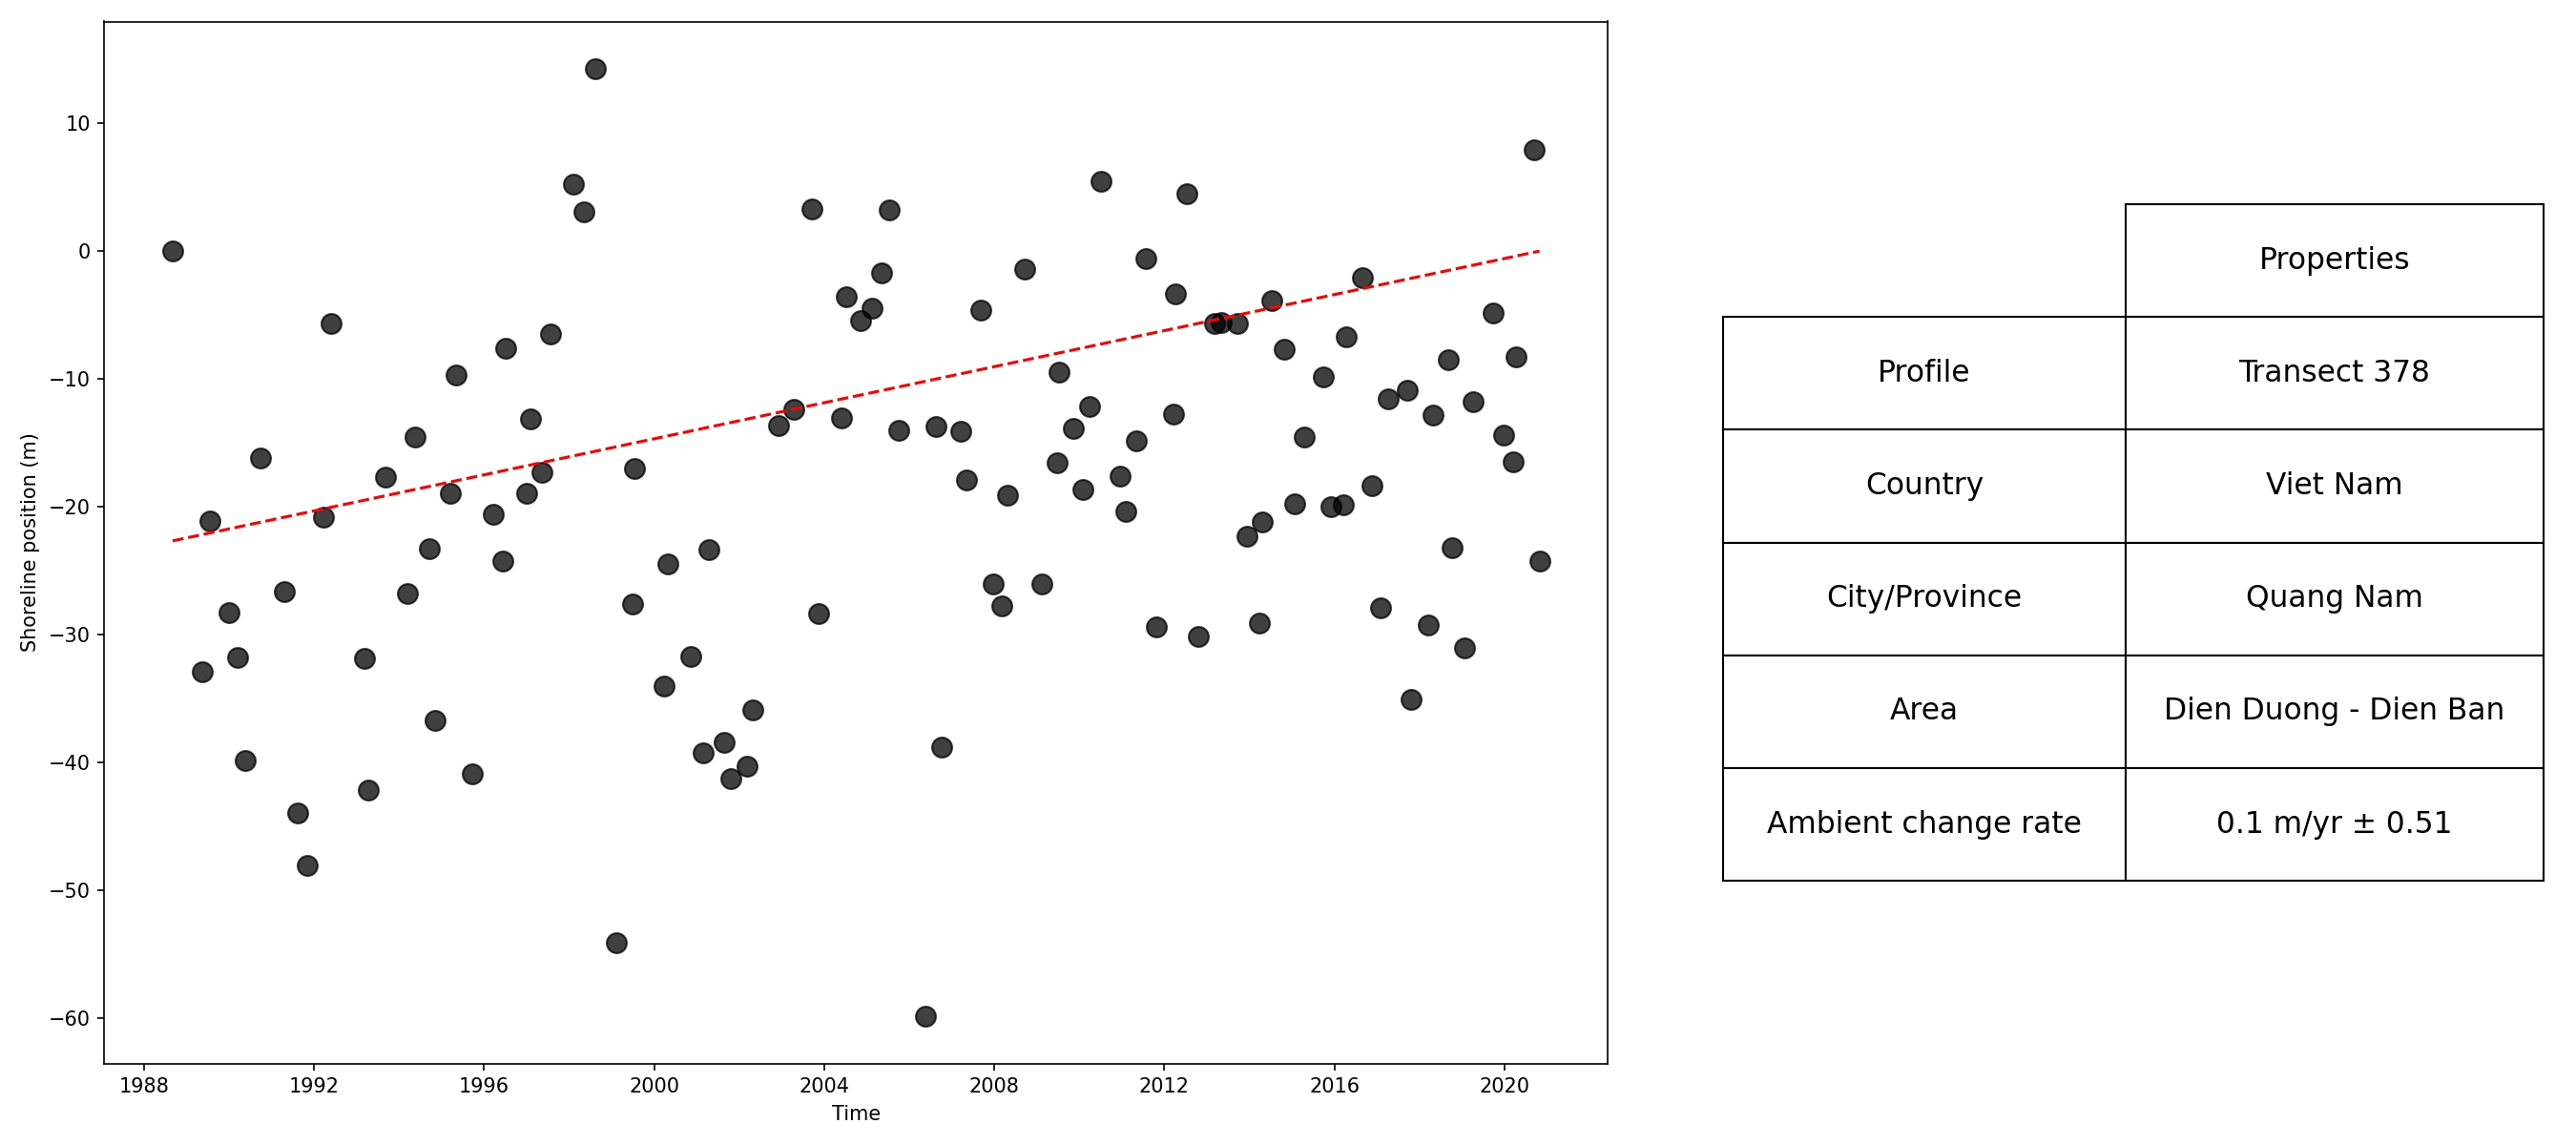 10
0
−10
−20
−30
−40
−50
−60
Shoreline position (m)
1988 1992 1996 2000 2004 2008 2012 2016 2020
Time
Properties
Profile Transect 378
Country Viet Nam
City/Province Quang Nam
Area Dien Duong - Dien Ban
Ambient change rate 0.1 m/yr ± 0.51